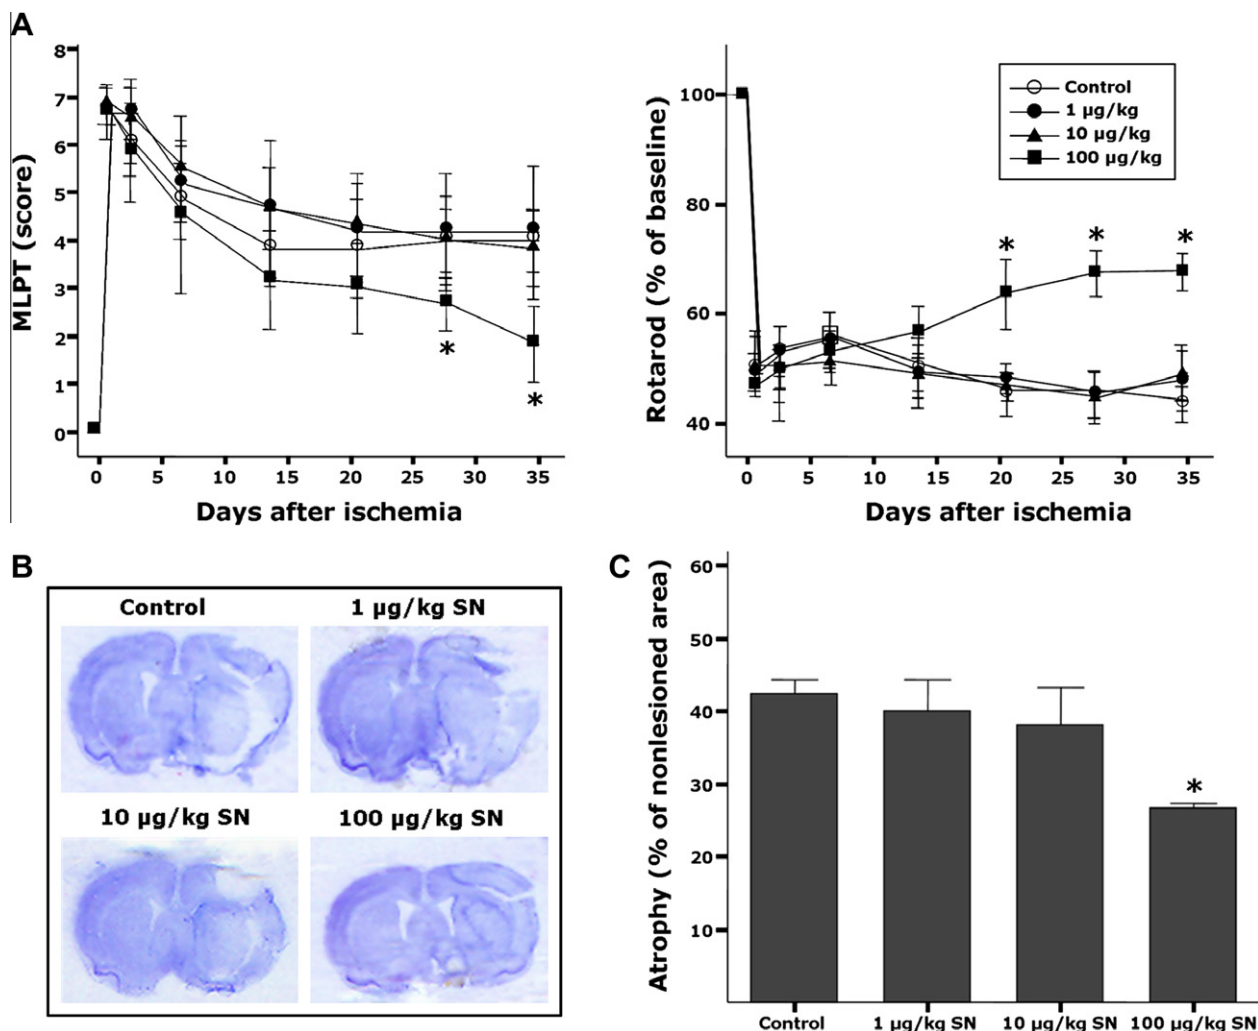 A
MLPT (score)
8
7
6
5
4
3
2
1
0
*
*
0 5 10 15 20 25 30 35
Days after ischemia
Rotarod (% of baseline)
100
80
60
40
Control
1 µg/kg
10 µg/kg
100 µg/kg
* * *
0 5 10 15 20 25 30 35
Days after ischemia
B
Control 1 µg/kg SN
10 µg/kg SN 100 µg/kg SN
C
Atrophy (% of nonlesioned area)
60
50
40
30
20
10
*
Control 1 µg/kg SN 10 µg/kg SN 100 µg/kg SN